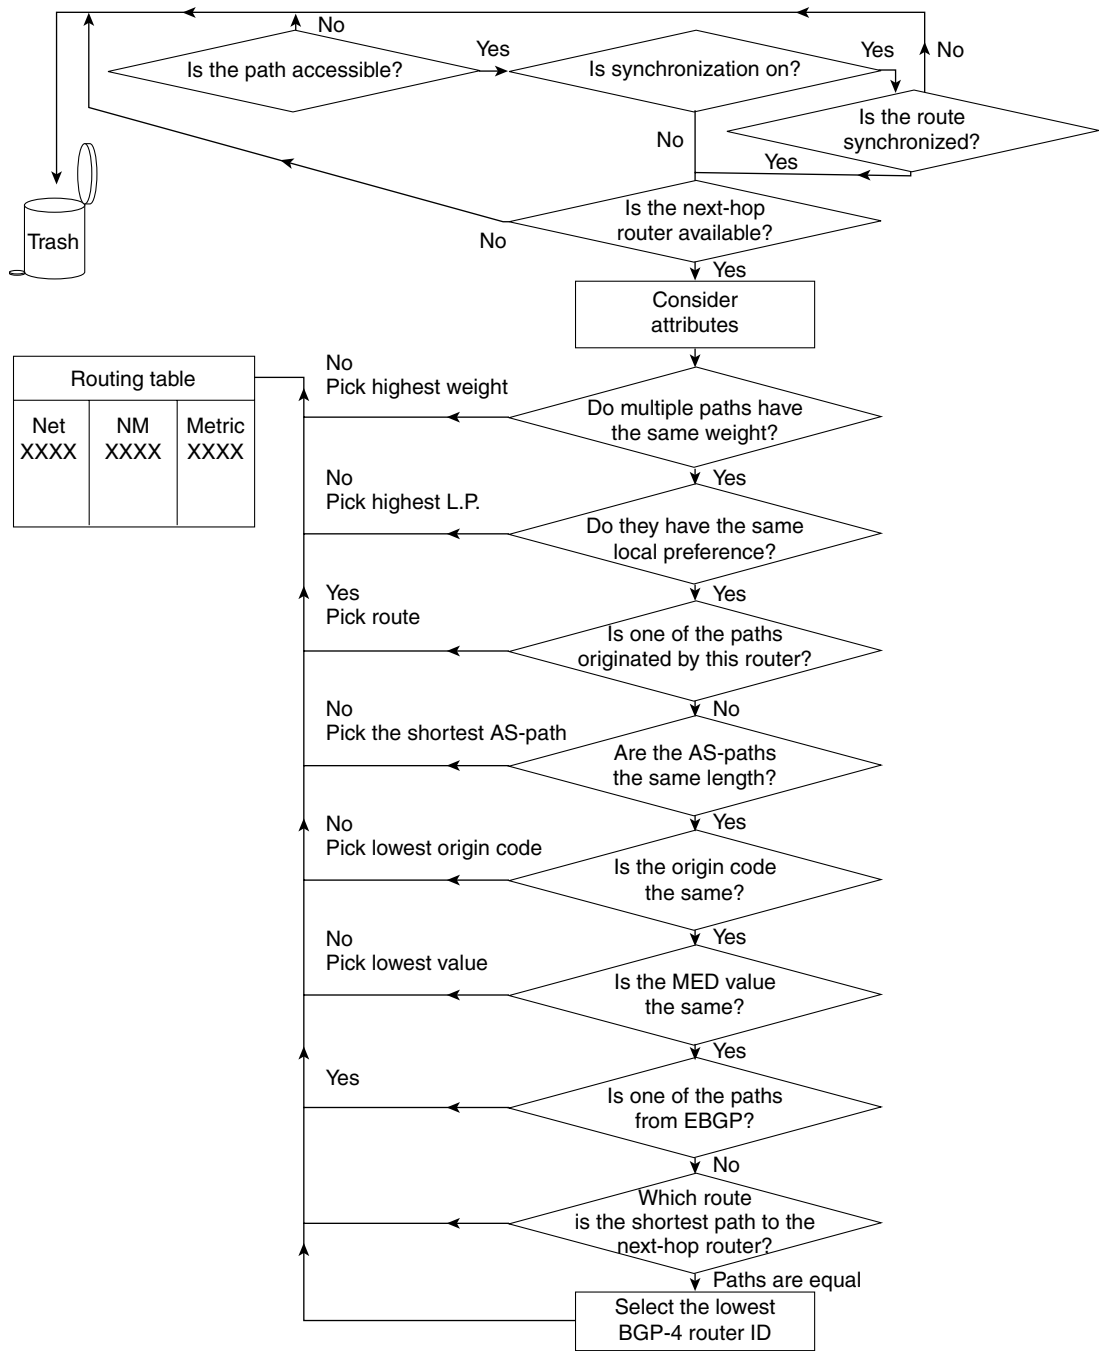 No
Is the path accessible?
Yes
Is synchronization on?
Yes
No
Is the route
synchronized?
No
Yes
Is the next-hop
router available?
No
Trash
Yes
Consider
attributes
Routing table
Net
XXXX
NM
XXXX
Metric
XXXX
No
Pick highest weight
Do multiple paths have
the same weight?
Yes
No
Pick highest L.P.
Do they have the same
local preference?
Yes
Yes
Pick route
Is one of the paths
originated by this router?
No
No
Pick the shortest AS-path
Are the AS-paths
the same length?
Yes
No
Pick lowest origin code
Is the origin code
the same?
Yes
No
Pick lowest value
Is the MED value
the same?
Yes
Yes
Is one of the paths
from EBGP?
No
Which route
is the shortest path to the
next-hop router?
Paths are equal
Select the lowest
BGP-4 router ID